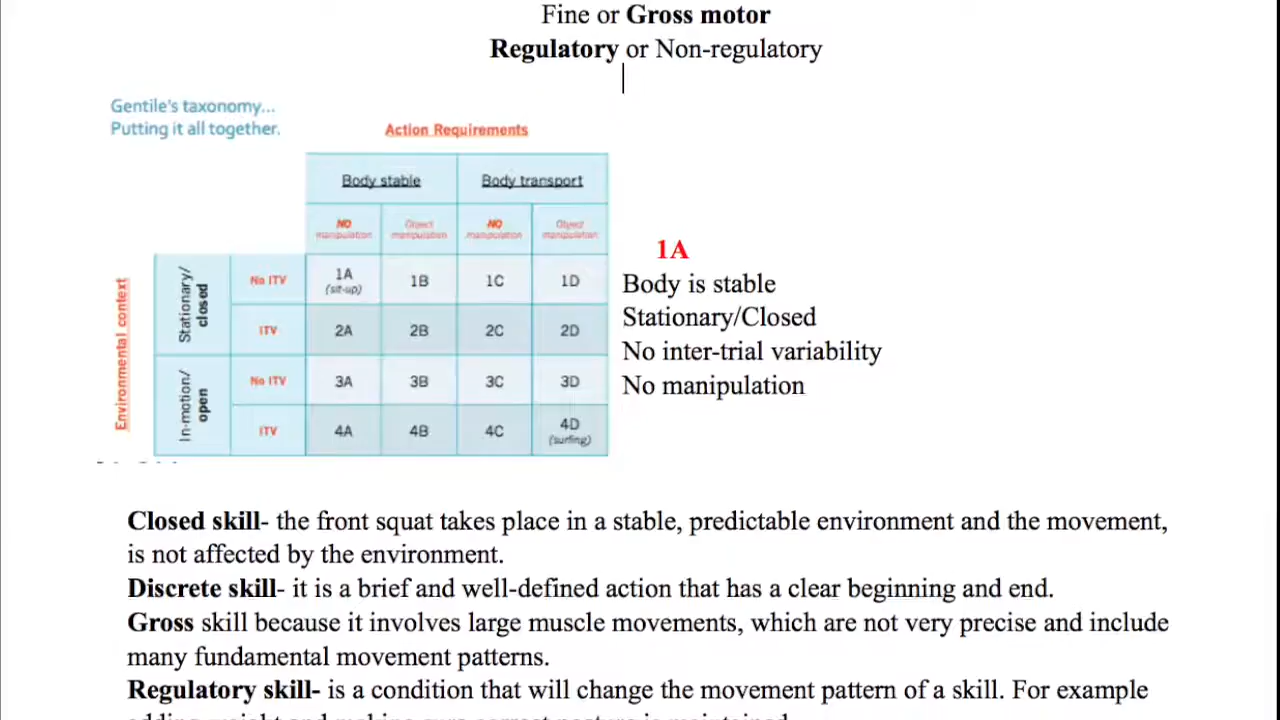 Fine or Gross motor
Regulatory or Non-regulatory
Gentile's taxonomy...
Putting it all together.
Action Requirements
Body stable
Body transport
NO manipulation
Object manipulation
NO manipulation
Object manipulation
Environmental context
Stationary/closed
No ITV
1A (sit-up)
1B
1C
1D
ITV
2A
2B
2C
2D
In-motion/open
No ITV
3A
3B
3C
3D
ITV
4A
4B
4C
4D (surfing)
1A
Body is stable
Stationary/Closed
No inter-trial variability
No manipulation
Closed skill- the front squat takes place in a stable, predictable environment and the movement,
is not affected by the environment.
Discrete skill- it is a brief and well-defined action that has a clear beginning and end.
Gross skill because it involves large muscle movements, which are not very precise and include
many fundamental movement patterns.
Regulatory skill- is a condition that will change the movement pattern of a skill. For example